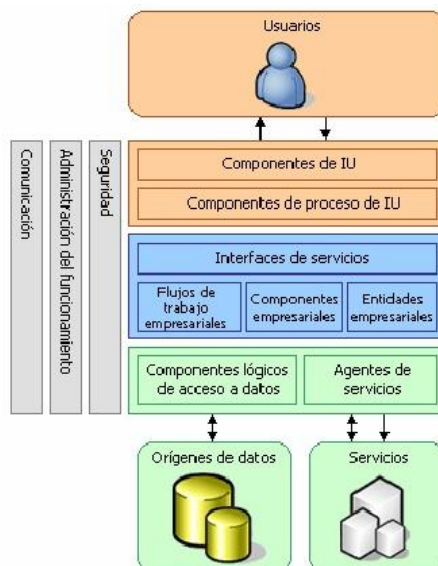 Usuarios
Comunicación
Administración del funcionamiento
Seguridad
Componentes de IU
Componentes de proceso de IU
Interfaces de servicios
Flujos de
trabajo
empresariales
Componentes
empresariales
Entidades
empresariales
Componentes lógicos
de acceso a datos
Agentes de
servicios
Orígenes de datos
Servicios